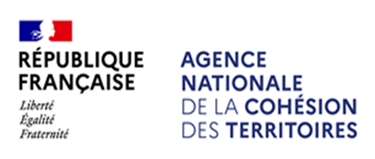 RÉPUBLIQUE
FRANÇAISE
Liberté
Égalité
Fraternité
AGENCE
NATIONALE
DE LA COHÉSION
DES TERRITOIRES